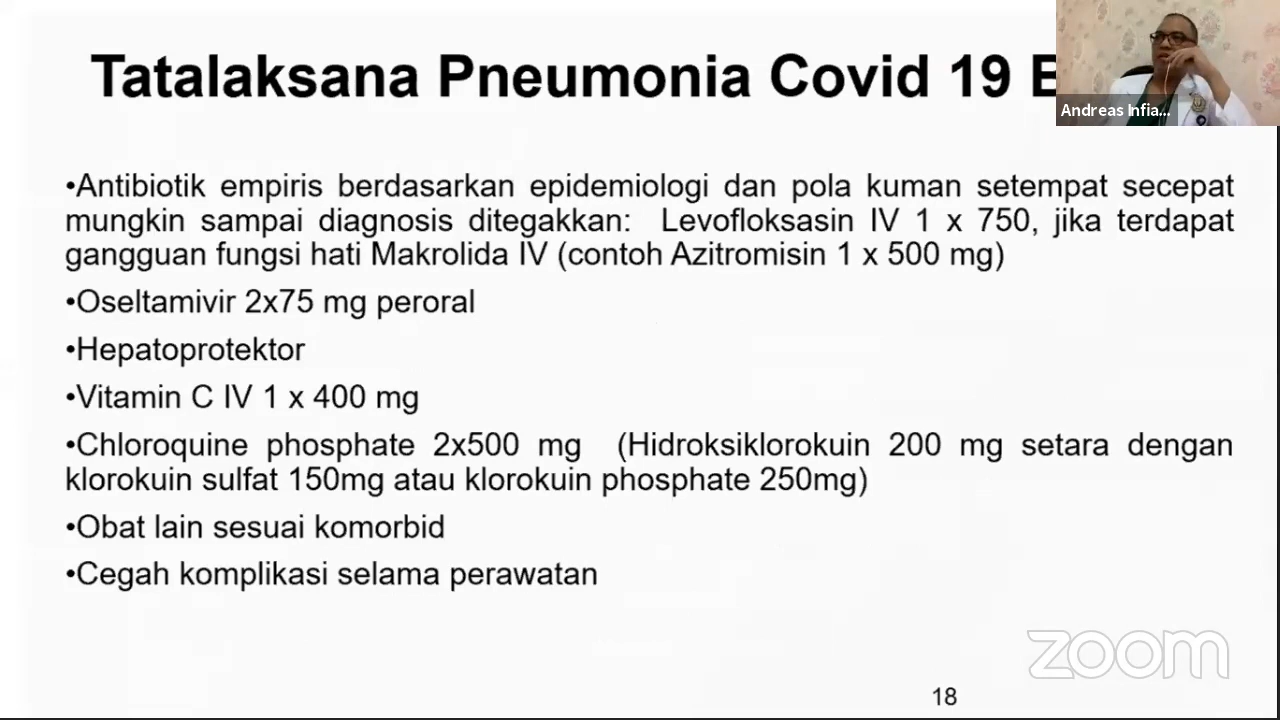 Tatalaksana Pneumonia Covid 19
Andreas Infia...
•Antibiotik empiris berdasarkan epidemiologi dan pola kuman setempat secepat
mungkin sampai diagnosis ditegakkan: Levofloksasin IV 1 x 750, jika terdapat
gangguan fungsi hati Makrolida IV (contoh Azitromisin 1 x 500 mg)
•Oseltamivir 2x75 mg peroral
•Hepatoprotektor
•Vitamin C IV 1 x 400 mg
•Chloroquine phosphate 2x500 mg (Hidroksiklorokuin 200 mg setara dengan
klorokuin sulfat 150mg atau klorokuin phosphate 250mg)
•Obat lain sesuai komorbid
•Cegah komplikasi selama perawatan
zoom
18